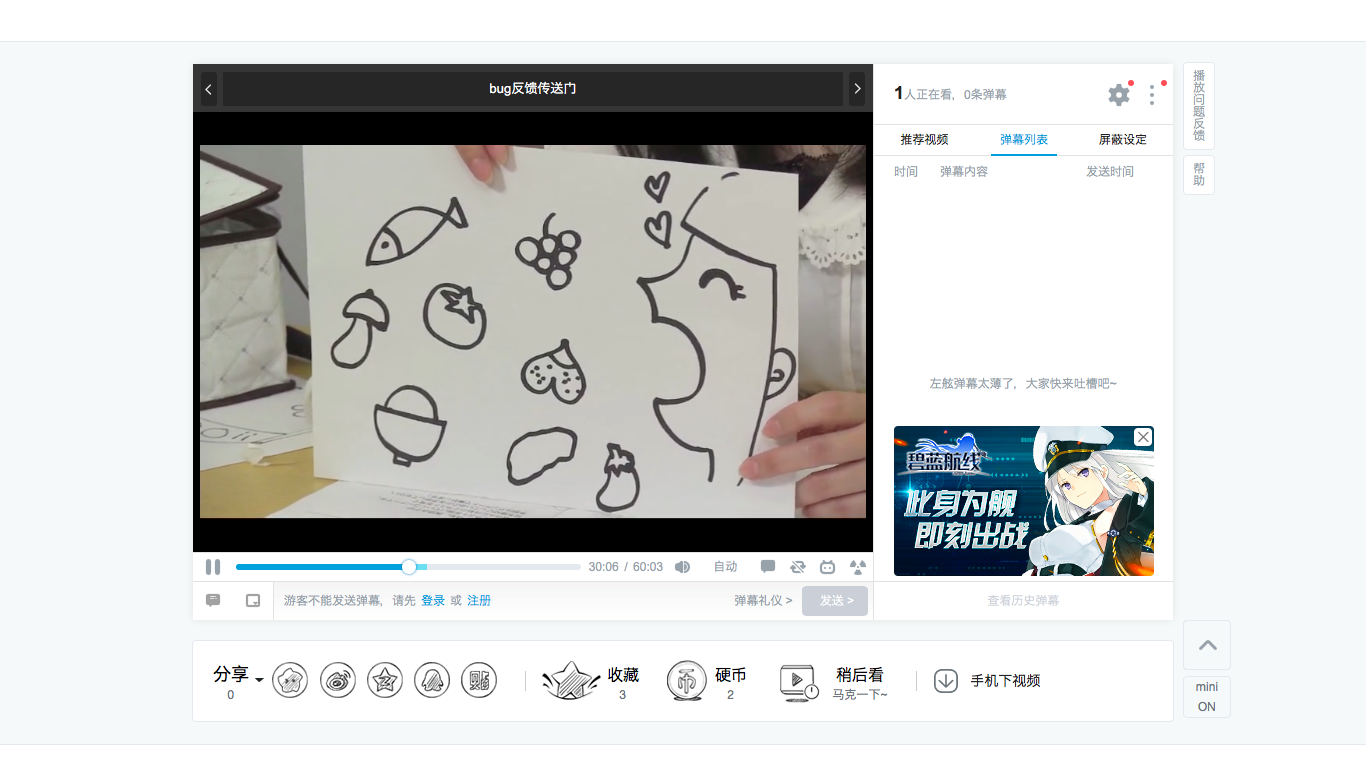 bug反馈传送门
1人正在看，0条弹幕
推荐视频
弹幕列表
屏蔽设定
时间
弹幕内容
发送时间
左舷弹幕太薄了，大家快来吐槽吧~
碧蓝航线
此身为舰
即刻出战
30:06 / 60:03
自动
游客不能发送弹幕，请先 登录 或 注册
弹幕礼仪 >
发送 >
查看历史弹幕
分享
0
贴
收藏
3
币
硬币
2
稍后看
马克一下~
手机下视频
播放问题反馈
帮助
mini
ON